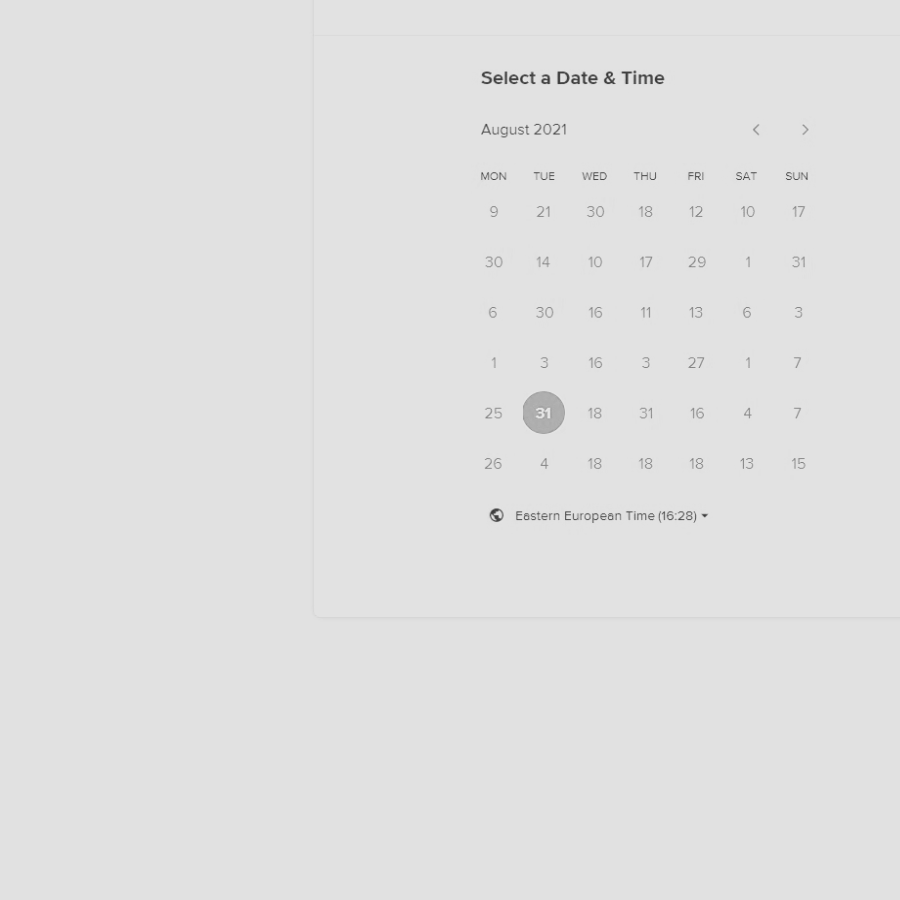 Select a Date & Time
August 2021
MON TUE WED THU FRI SAT SUN
9 21 30 18 12 10 17
30 14 10 17 29 1 31
6 30 16 11 13 6 3
1 3 16 3 27 1 7
25 31 18 31 16 4 7
26 4 18 18 18 13 15
Eastern European Time (16:28)